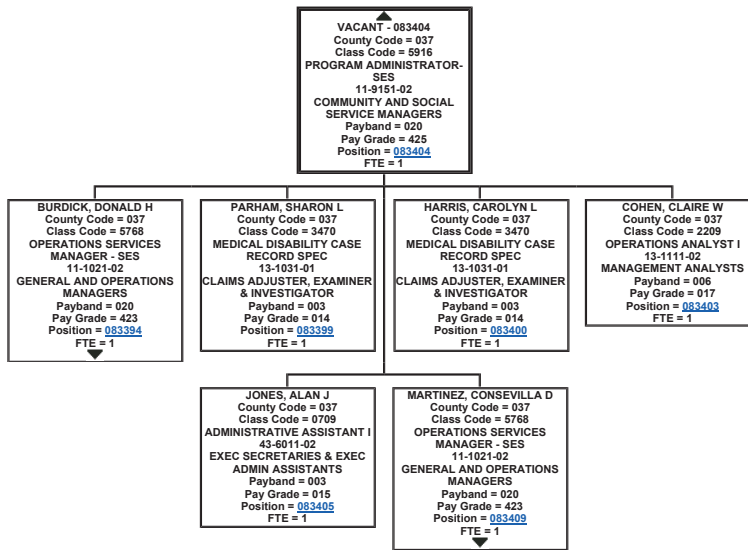 VACANT - 083404
County Code = 037
Class Code = 5916
PROGRAM ADMINISTRATOR-
SES
11-9151-02
COMMUNITY AND SOCIAL
SERVICE MANAGERS
Payband = 020
Pay Grade = 425
Position = 083404
FTE = 1
BURDICK, DONALD H
County Code = 037
Class Code = 5768
OPERATIONS SERVICES
MANAGER - SES
11-1021-02
GENERAL AND OPERATIONS
MANAGERS
Payband = 020
Pay Grade = 423
Position = 083394
FTE = 1
PARHAM, SHARON L
County Code = 037
Class Code = 3470
MEDICAL DISABILITY CASE
RECORD SPEC
13-1031-01
CLAIMS ADJUSTER, EXAMINER
& INVESTIGATOR
Payband = 003
Pay Grade = 014
Position = 083399
FTE = 1
HARRIS, CAROLYN L
County Code = 037
Class Code = 3470
MEDICAL DISABILITY CASE
RECORD SPEC
13-1031-01
CLAIMS ADJUSTER, EXAMINER
& INVESTIGATOR
Payband = 003
Pay Grade = 014
Position = 083400
FTE = 1
COHEN, CLAIRE W
County Code = 037
Class Code = 2209
OPERATIONS ANALYST I
13-1111-02
MANAGEMENT ANALYSTS
Payband = 006
Pay Grade = 017
Position = 083403
FTE = 1
JONES, ALAN J
County Code = 037
Class Code = 0709
ADMINISTRATIVE ASSISTANT I
43-6011-02
EXEC SECRETARIES & EXEC
ADMIN ASSISTANTS
Payband = 003
Pay Grade = 015
Position = 083405
FTE = 1
MARTINEZ, CONSEVILLA D
County Code = 037
Class Code = 5768
OPERATIONS SERVICES
MANAGER - SES
11-1021-02
GENERAL AND OPERATIONS
MANAGERS
Payband = 020
Pay Grade = 423
Position = 083409
FTE = 1